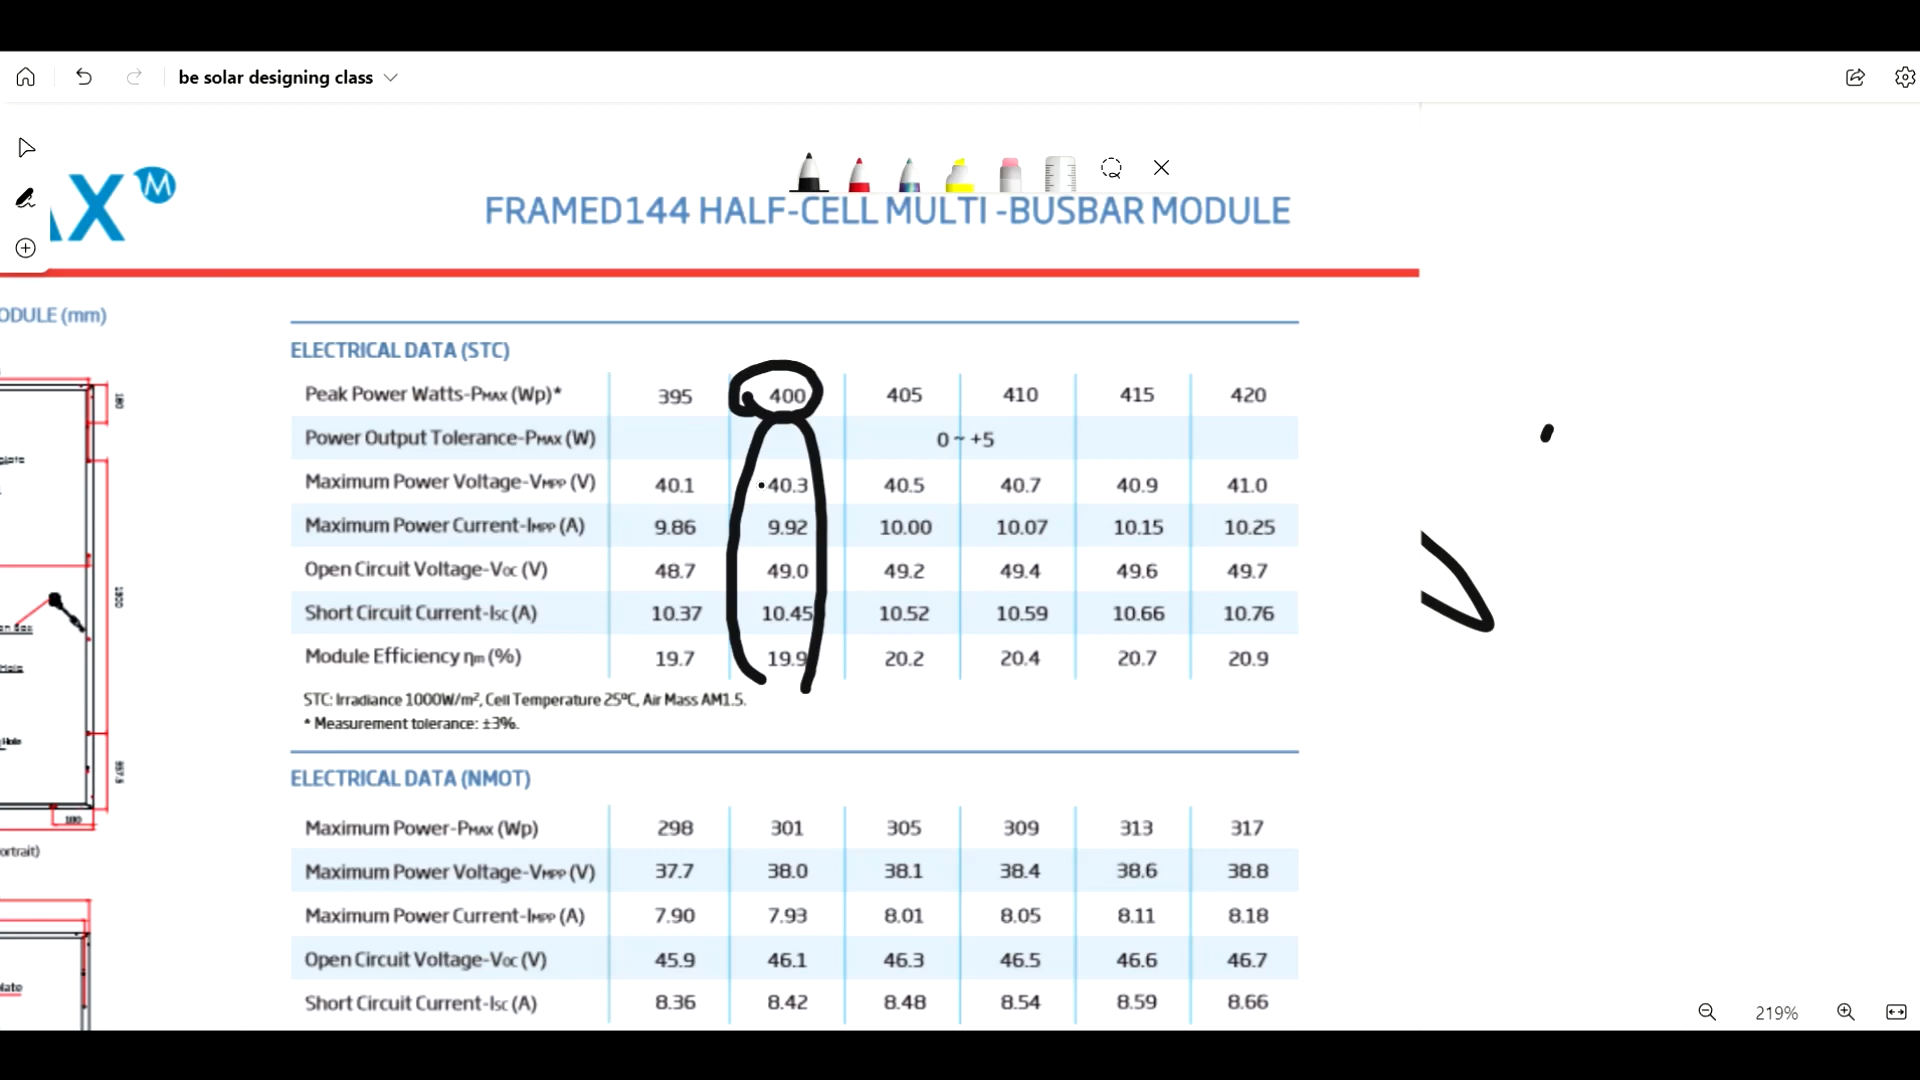 be solar designing class
AX M
FRAMED 144 HALF-CELL MULTI -BUSBAR MODULE
ODULE (mm)
ELECTRICAL DATA (STC)
Peak Power Watts-PMAX (Wp)* 395 400 405 410 415 420
Power Output Tolerance-PMAX (W) 0 ~ +5
Maximum Power Voltage-VMPP (V) 40.1 40.3 40.5 40.7 40.9 41.0
Maximum Power Current-IMPP (A) 9.86 9.92 10.00 10.07 10.15 10.25
Open Circuit Voltage-VOC (V) 48.7 49.0 49.2 49.4 49.6 49.7
Short Circuit Current-ISC (A) 10.37 10.45 10.52 10.59 10.66 10.76
Module Efficiency ηm (%) 19.7 19.9 20.2 20.4 20.7 20.9
STC: Irradiance 1000W/m², Cell Temperature 25ºC, Air Mass AM1.5.
* Measurement tolerance: ±3%.
180
ELECTRICAL DATA (NMOT)
Maximum Power-PMAX (Wp) 298 301 305 309 313 317
Maximum Power Voltage-VMPP (V) 37.7 38.0 38.1 38.4 38.6 38.8
Maximum Power Current-IMPP (A) 7.90 7.93 8.01 8.05 8.11 8.18
Open Circuit Voltage-VOC (V) 45.9 46.1 46.3 46.5 46.6 46.7
Short Circuit Current-ISC (A) 8.36 8.42 8.48 8.54 8.59 8.66
ortrait)
219%